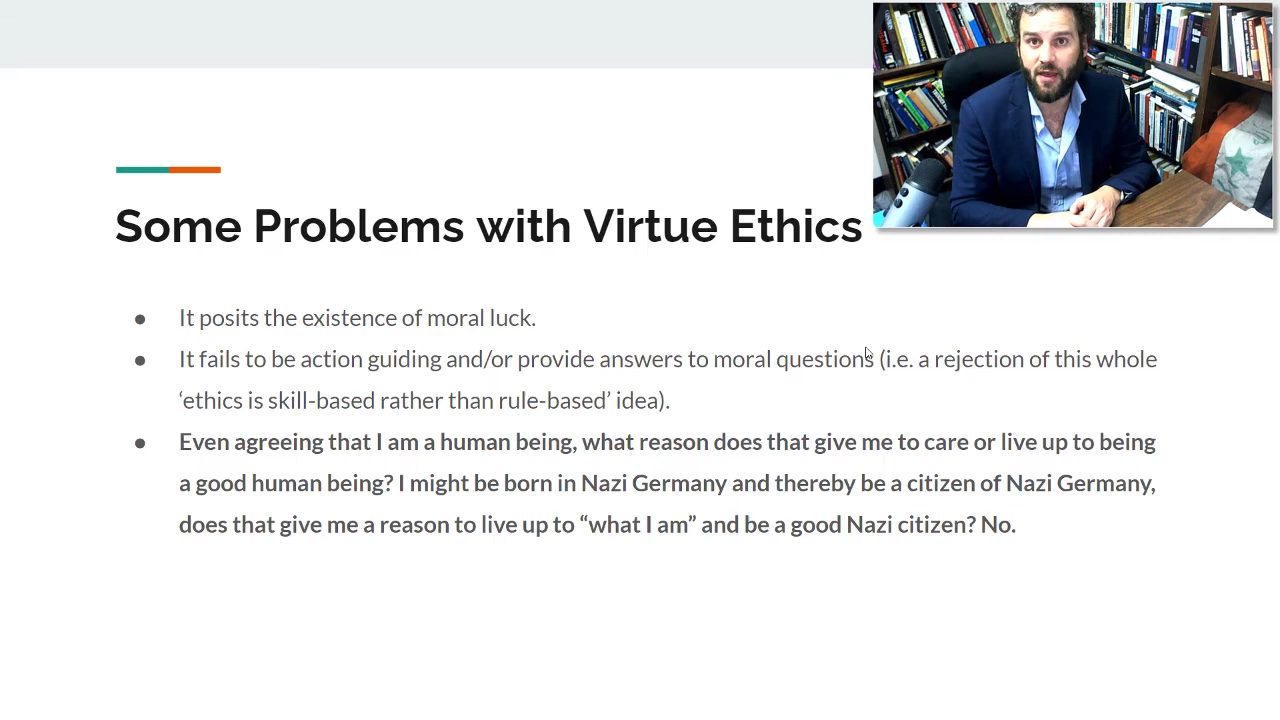 Some Problems with Virtue Ethics
● It posits the existence of moral luck.
● It fails to be action guiding and/or provide answers to moral questions (i.e. a rejection of this whole
‘ethics is skill-based rather than rule-based’ idea).
● Even agreeing that I am a human being, what reason does that give me to care or live up to being
a good human being? I might be born in Nazi Germany and thereby be a citizen of Nazi Germany,
does that give me a reason to live up to “what I am” and be a good Nazi citizen? No.